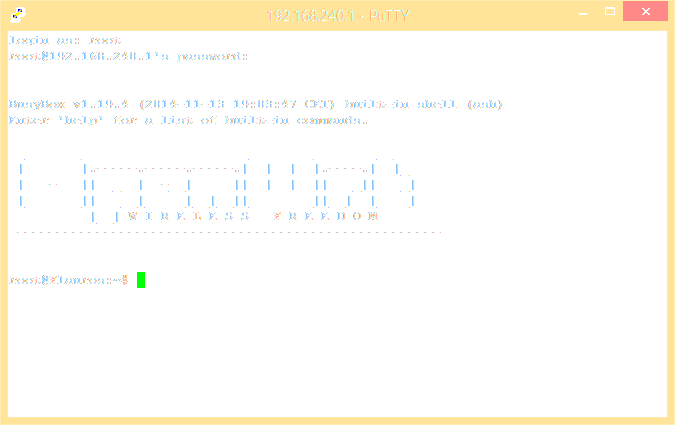 192.168.240.1 - PuTTY
login as: root
root@192.168.240.1's password:
BusyBox v1.19.4 (2014-11-13 19:03:47 CET) built-in shell (ash)
Enter 'help' for a list of built-in commands.
W I R E L E S S   F R E E D O M
-----------------------------------------------------
root@Linino:~#